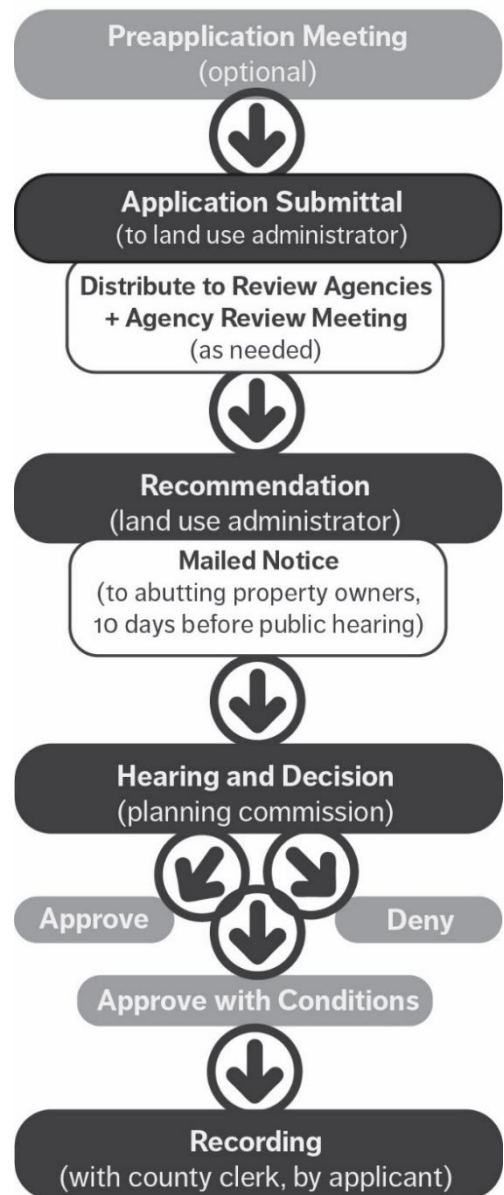 Preapplication Meeting
(optional)
Application Submittal
(to land use administrator)
Distribute to Review Agencies
+ Agency Review Meeting
(as needed)
Recommendation
(land use administrator)
Mailed Notice
(to abutting property owners,
10 days before public hearing)
Hearing and Decision
(planning commission)
Approve
Deny
Approve with Conditions
Recording
(with county clerk, by applicant)